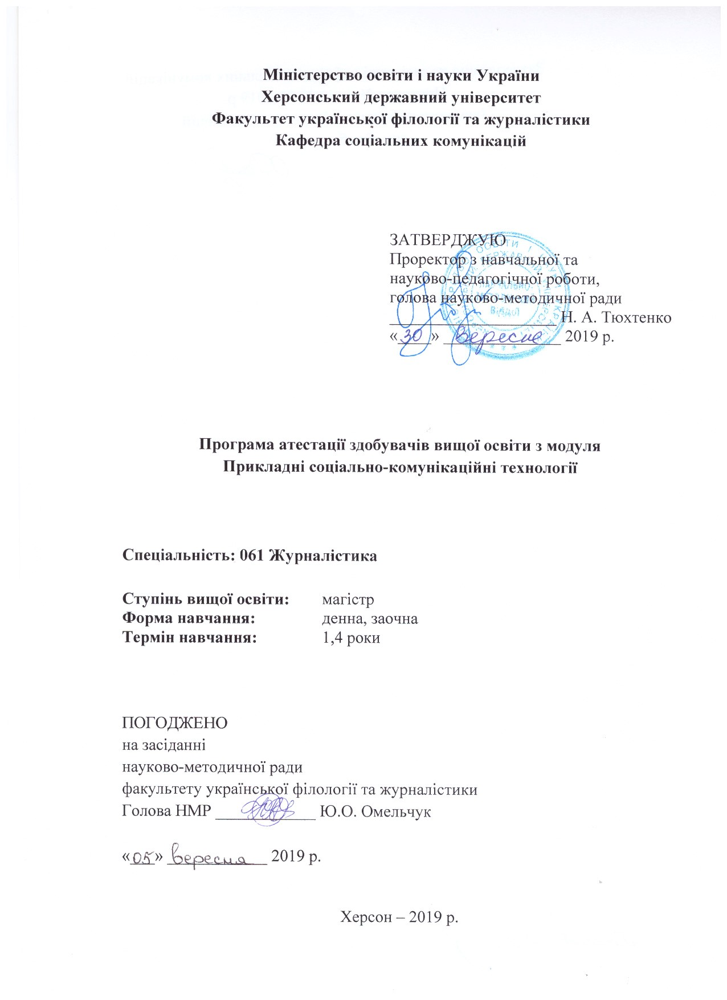 Міністерство освіти і науки України
Херсонський державний університет
Факультет української філології та журналістики
Кафедра соціальних комунікацій
ЗАТВЕРДЖУЮ
Проректор з навчальної та
науково-педагогічної роботи,
голова науково-методичної ради
____________________ Н. А. Тюхтенко
«30» вересня 2019 р.
Програма атестації здобувачів вищої освіти з модуля
Прикладні соціально-комунікаційні технології
Спеціальність: 061 Журналістика
Ступінь вищої освіти: магістр
Форма навчання: денна, заочна
Термін навчання: 1,4 роки
ПОГОДЖЕНО
на засіданні
науково-методичної ради
факультету української філології та журналістики
Голова НМР ____________ Ю.О. Омельчук
«05» вересня 2019 р.
Херсон – 2019 р.